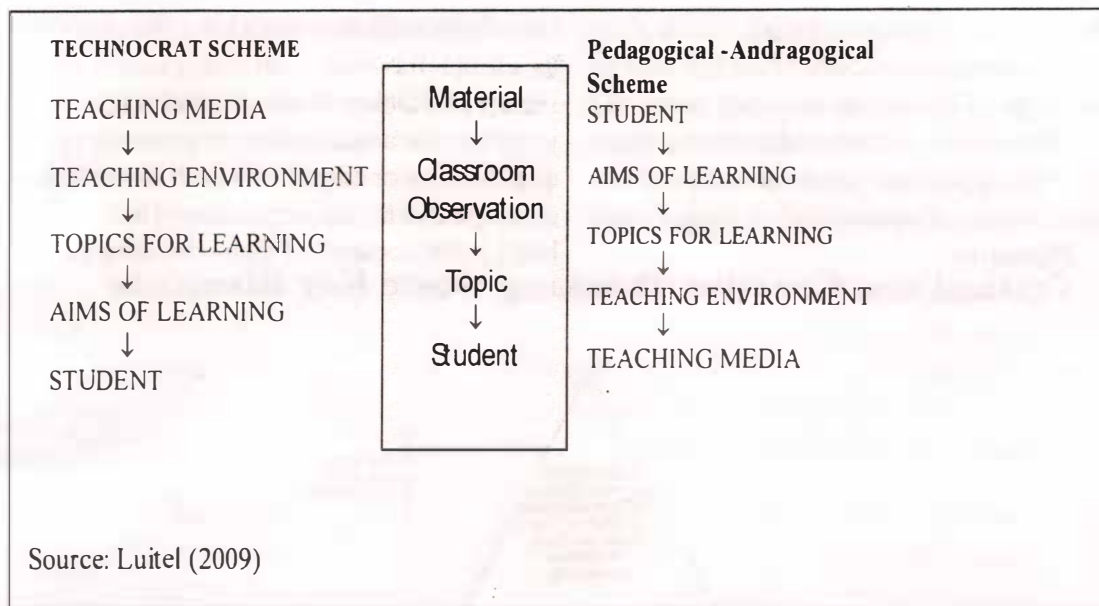 TECHNOCRAT SCHEME
TEACHING MEDIA
↓
TEACHING ENVIRONMENT
↓
TOPICS FOR LEARNING
↓
AIMS OF LEARNING
↓
STUDENT
Material
↓
Classroom
Observation
↓
Topic
↓
Student
Pedagogical -Andragogical
Scheme
STUDENT
↓
AIMS OF LEARNING
↓
TOPICS FOR LEARNING
↓
TEACHING ENVIRONMENT
↓
TEACHING MEDIA
Source: Luitel (2009)